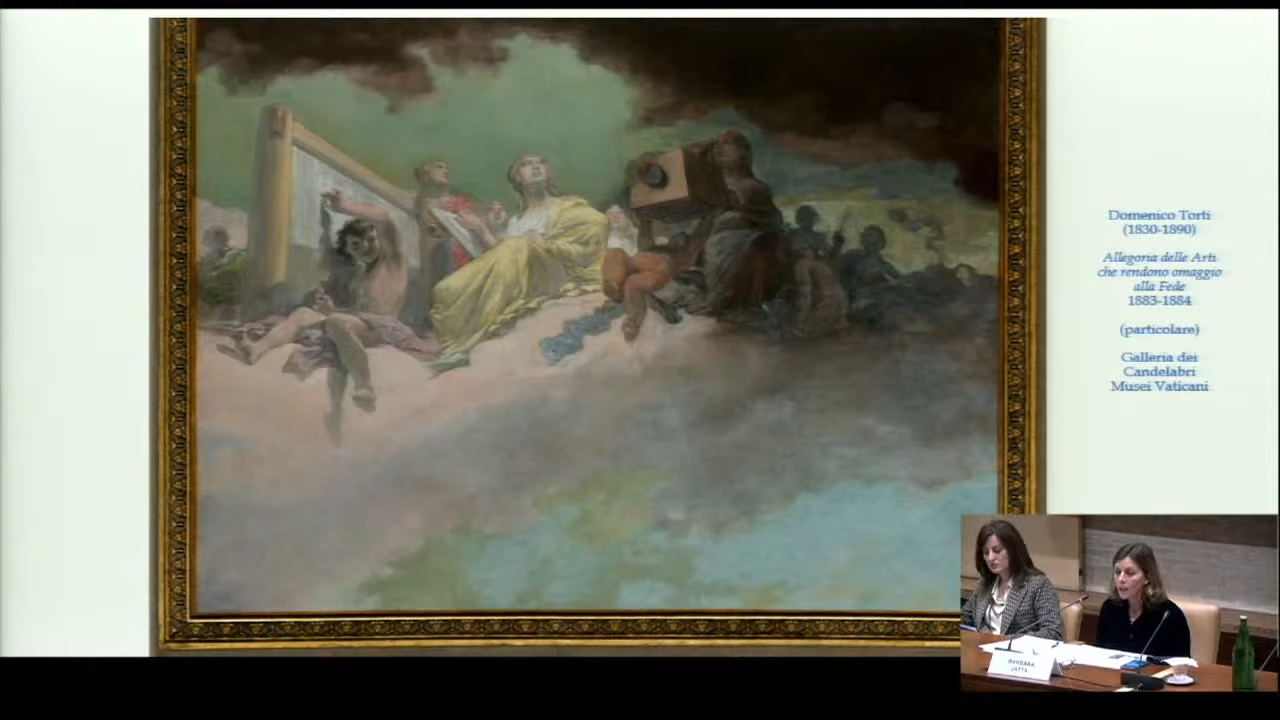 Domenico Torti
(1830-1890)
Allegoria delle Arti
che rendono omaggio
alla Fede
1883-1884
(particolare)
Galleria dei
Candelabri
Musei Vaticani
BARBARA
JATTA